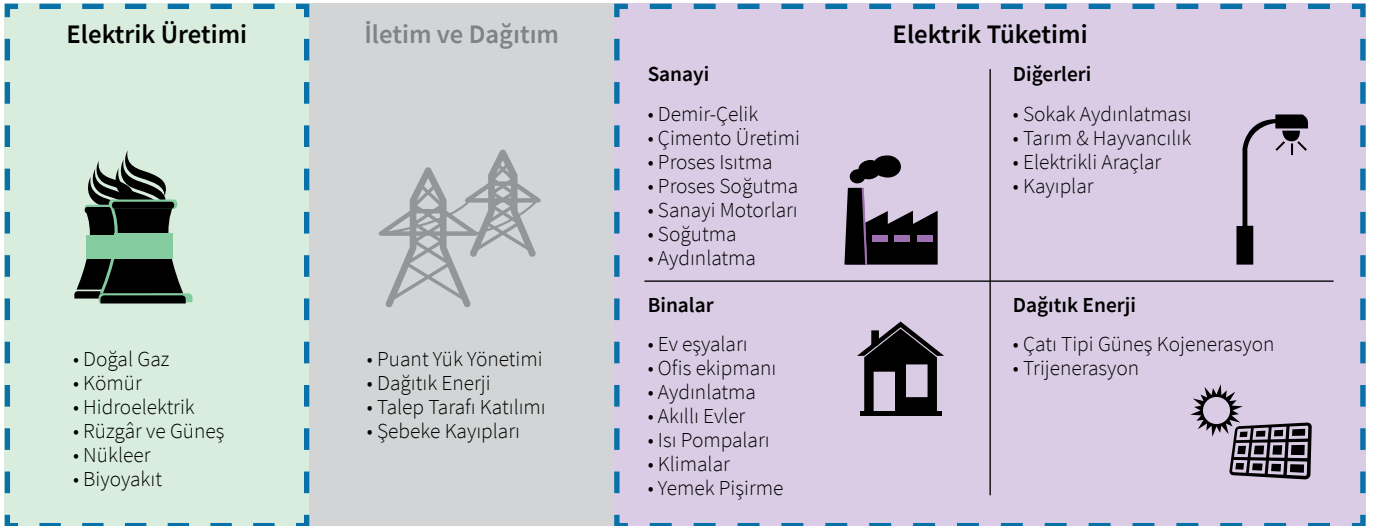 Elektrik Üretimi
• Doğal Gaz
• Kömür
• Hidroelektrik
• Rüzgâr ve Güneş
• Nükleer
• Biyoyakıt
İletim ve Dağıtım
• Puant Yük Yönetimi
• Dağıtık Enerji
• Talep Tarafı Katılımı
• Şebeke Kayıpları
Elektrik Tüketimi
Sanayi
• Demir-Çelik
• Çimento Üretimi
• Proses Isıtma
• Proses Soğutma
• Sanayi Motorları
• Soğutma
• Aydınlatma
Diğerleri
• Sokak Aydınlatması
• Tarım & Hayvancılık
• Elektrikli Araçlar
• Kayıplar
Binalar
• Ev eşyaları
• Ofis ekipmanı
• Aydınlatma
• Akıllı Evler
• Isı Pompaları
• Klimalar
• Yemek Pişirme
Dağıtık Enerji
• Çatı Tipi Güneş Kojenerasyon
• Trijenerasyon